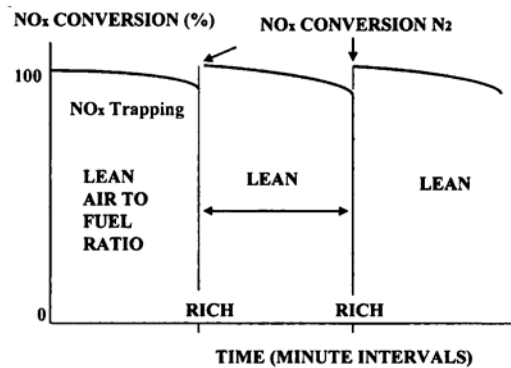 NOx CONVERSION (%)
NOx CONVERSION N2
100
NOx Trapping
LEAN
AIR TO
FUEL
RATIO
LEAN
LEAN
0
RICH
RICH
TIME (MINUTE INTERVALS)